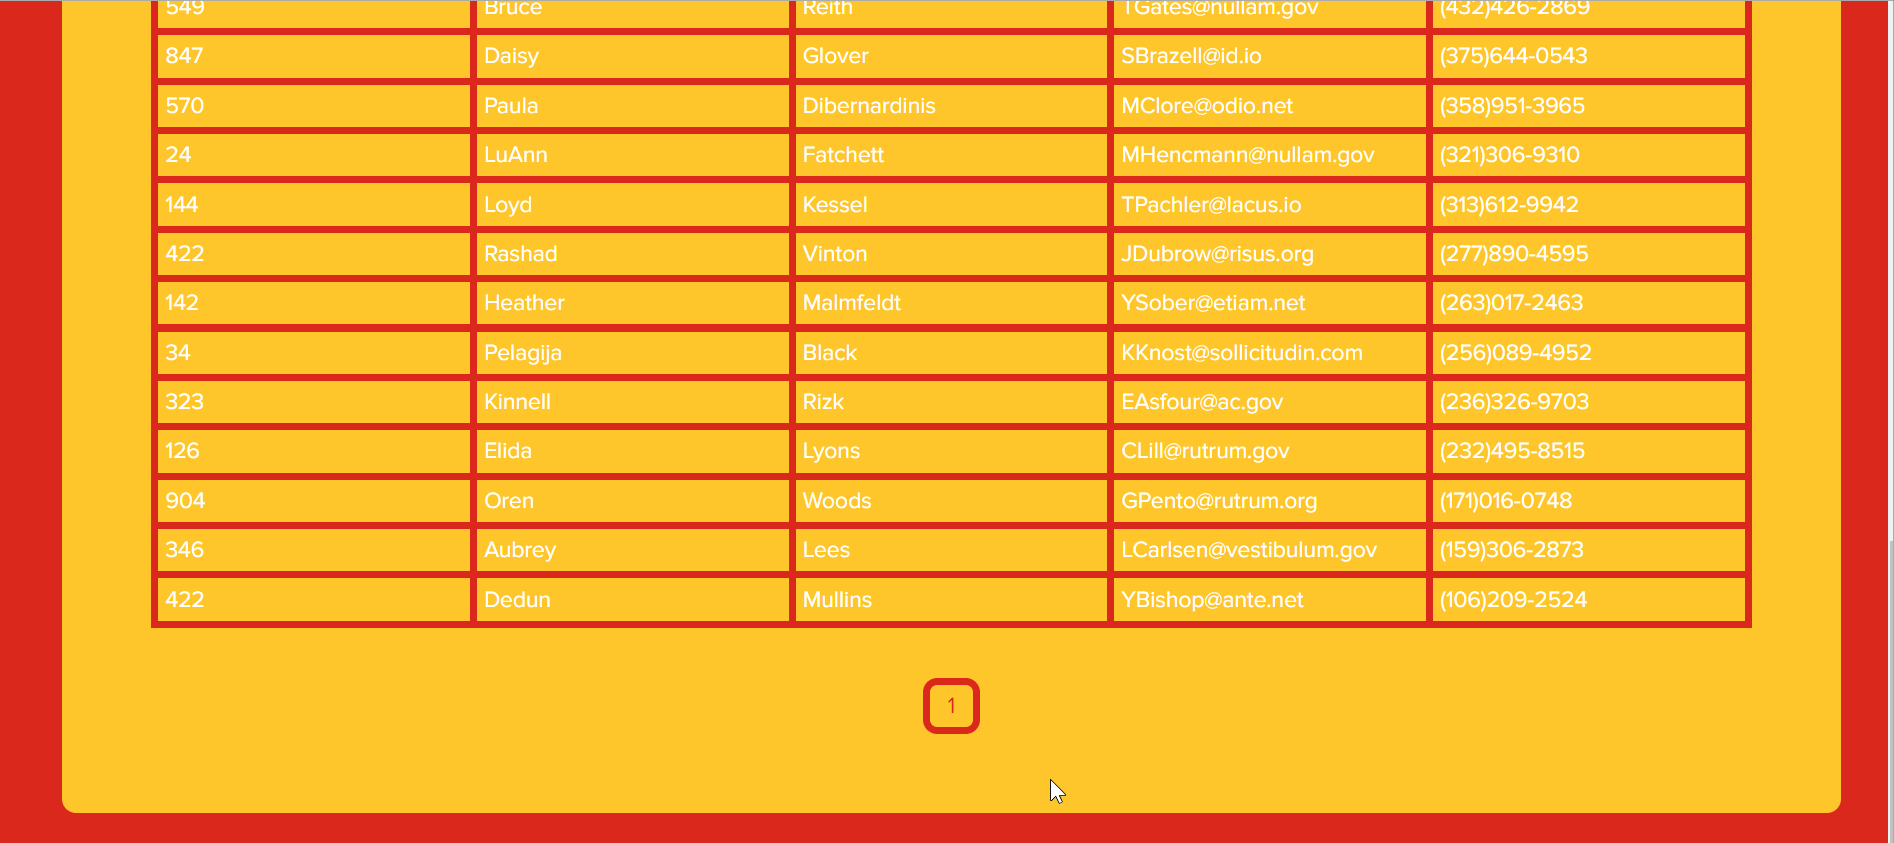 549 Bruce Reith TGates@nullam.gov (432)426-2869
847 Daisy Glover SBrazell@id.io (375)644-0543
570 Paula Dibernardinis MClore@odio.net (358)951-3965
24 LuAnn Fatchett MHencmann@nullam.gov (321)306-9310
144 Loyd Kessel TPachler@lacus.io (313)612-9942
422 Rashad Vinton JDubrow@risus.org (277)890-4595
142 Heather Malmfeldt YSober@etiam.net (263)017-2463
34 Pelagija Black KKnost@sollicitudin.com (256)089-4952
323 Kinnell Rizk EAsfour@ac.gov (236)326-9703
126 Elida Lyons CLill@rutrum.gov (232)495-8515
904 Oren Woods GPento@rutrum.org (171)016-0748
346 Aubrey Lees LCarlsen@vestibulum.gov (159)306-2873
422 Dedun Mullins YBishop@ante.net (106)209-2524
1